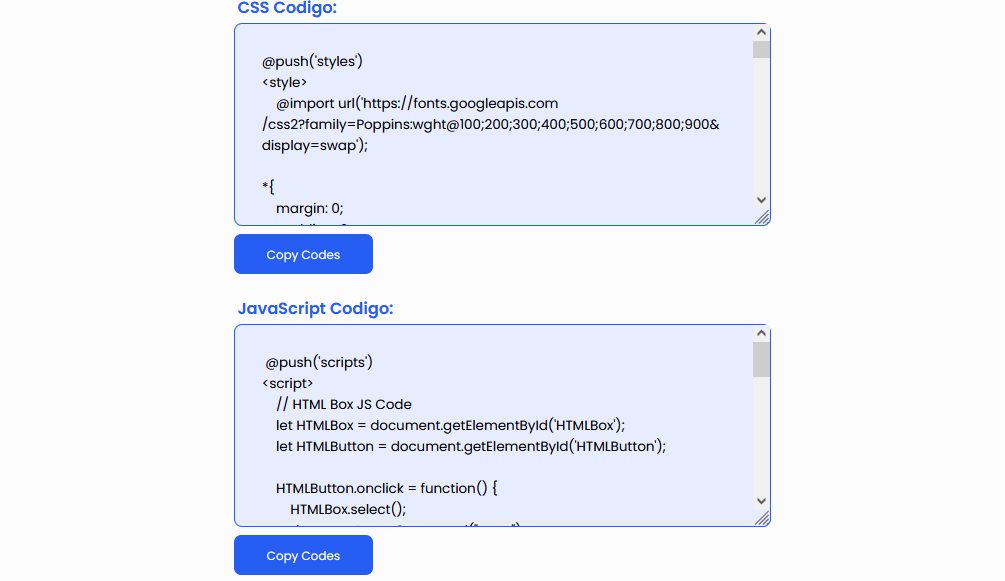 CSS Codigo:
@push('styles')
<style>
@import url('https://fonts.googleapis.com
/css2?family=Poppins:wght@100;200;300;400;500;600;700;800;900&
display=swap');
*{
margin: 0;
Copy Codes
JavaScript Codigo:
@push('scripts')
<script>
// HTML Box JS Code
let HTMLBox = document.getElementById('HTMLBox');
let HTMLButton = document.getElementById('HTMLButton');
HTMLButton.onclick = function() {
HTMLBox.select();
Copy Codes